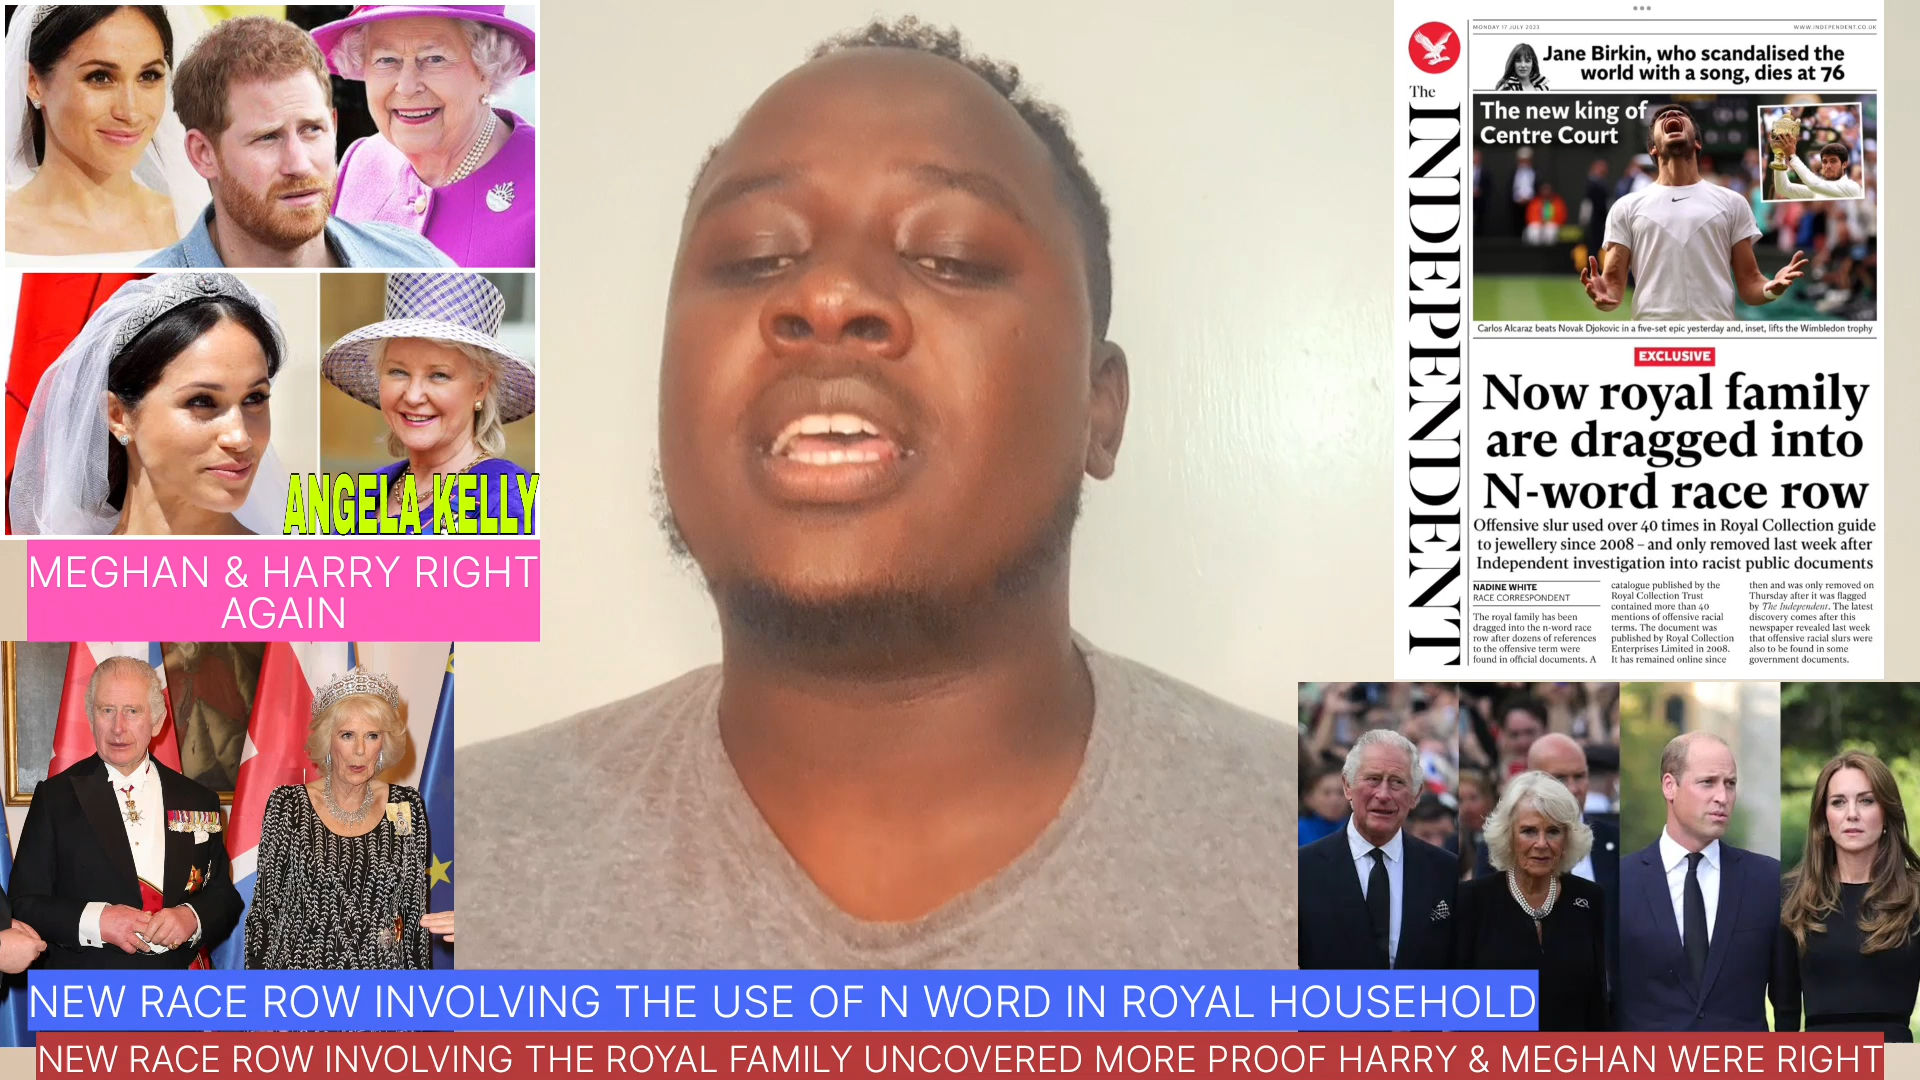 ANGELA KELLY
MEGHAN & HARRY RIGHT
AGAIN
MONDAY 17 JULY 2023
WWW.INDEPENDENT.CO.UK
Jane Birkin, who scandalised the
world with a song, dies at 76
The
INDEPENDENT
The new king of
Centre Court
Carlos Alcaraz beats Novak Djokovic in a five-set epic yesterday and, inset, lifts the Wimbledon trophy
EXCLUSIVE
Now royal family
are dragged into
N-word race row
Offensive slur used over 40 times in Royal Collection guide
to jewellery since 2008 – and only removed last week after
Independent investigation into racist public documents
NADINE WHITE
RACE CORRESPONDENT
The royal family has been
dragged into the n-word race
row after dozens of references
to the offensive term were
found in official documents. A
catalogue published by the
Royal Collection Trust
contained more than 40
mentions of offensive racial
terms. The document was
published by Royal Collection
Enterprises Limited in 2008.
It has remained online since
then and was only removed on
Thursday after it was flagged
by The Independent. The latest
discovery comes after this
newspaper revealed last week
that offensive racial slurs were
also to be found in some
government documents.
NEW RACE ROW INVOLVING THE USE OF N WORD IN ROYAL HOUSEHOLD
NEW RACE ROW INVOLVING THE ROYAL FAMILY UNCOVERED MORE PROOF HARRY & MEGHAN WERE RIGHT